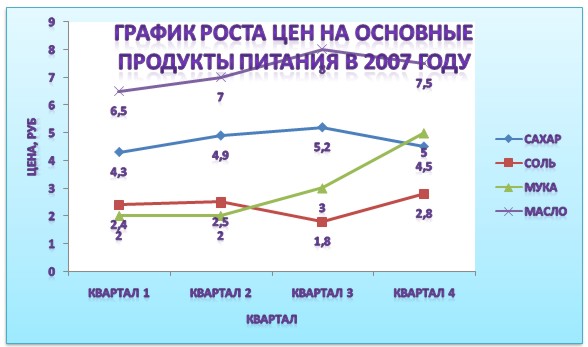 ГРАФИК РОСТА ЦЕН НА ОСНОВНЫЕ
ПРОДУКТЫ ПИТАНИЯ В 2007 ГОДУ
ЦЕНА, РУБ
9
8
7
6
5
4
3
2
1
0
6,5
7
8
7,5
4,3
4,9
5,2
4,5
2,4
2,5
1,8
2,8
2
2
3
5
КВАРТАЛ 1
КВАРТАЛ 2
КВАРТАЛ 3
КВАРТАЛ 4
КВАРТАЛ
САХАР
СОЛЬ
МУКА
МАСЛО